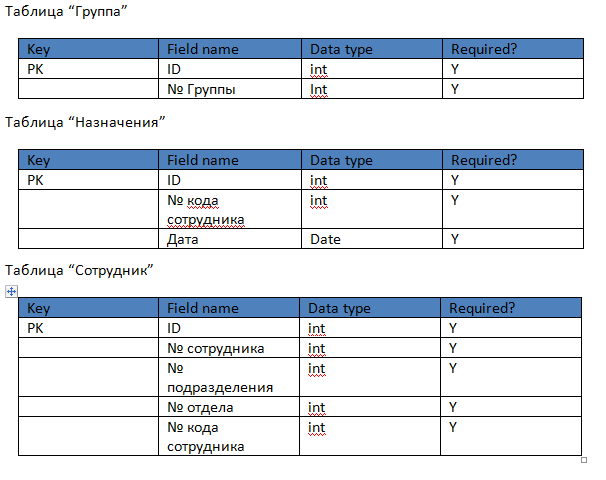 Таблица “Группа”
Key Field name Data type Required?
PK ID int Y
№ Группы Int Y
Таблица “Назначения”
Key Field name Data type Required?
PK ID int Y
№ кода int Y
сотрудника
Дата Date Y
Таблица “Сотрудник”
Key Field name Data type Required?
PK ID int Y
№ сотрудника int Y
№ int Y
подразделения
№ отдела int Y
№ кода int Y
сотрудника